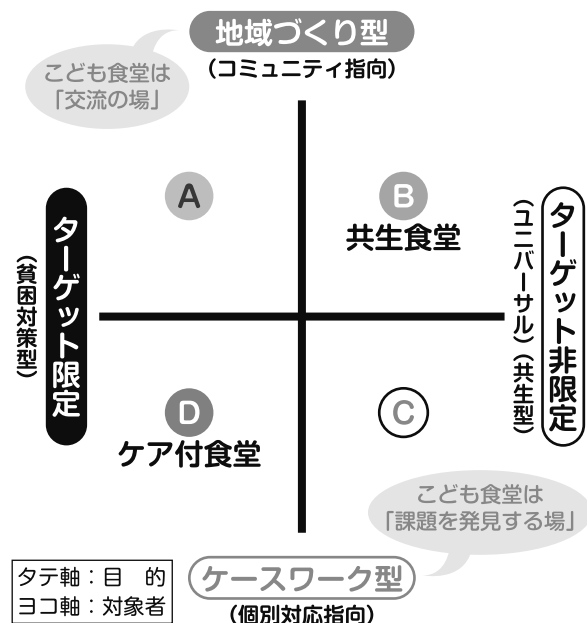 地域づくり型
(コミュニティ指向)
こども食堂は
「交流の場」
A
B
共生食堂
ターゲット限定
(貧困対策型)
ターゲット非限定
(ユニバーサル)(共生型)
D
ケア付食堂
C
こども食堂は
「課題を発見する場」
タテ軸:目　的
ヨコ軸:対象者
ケースワーク型
(個別対応指向)